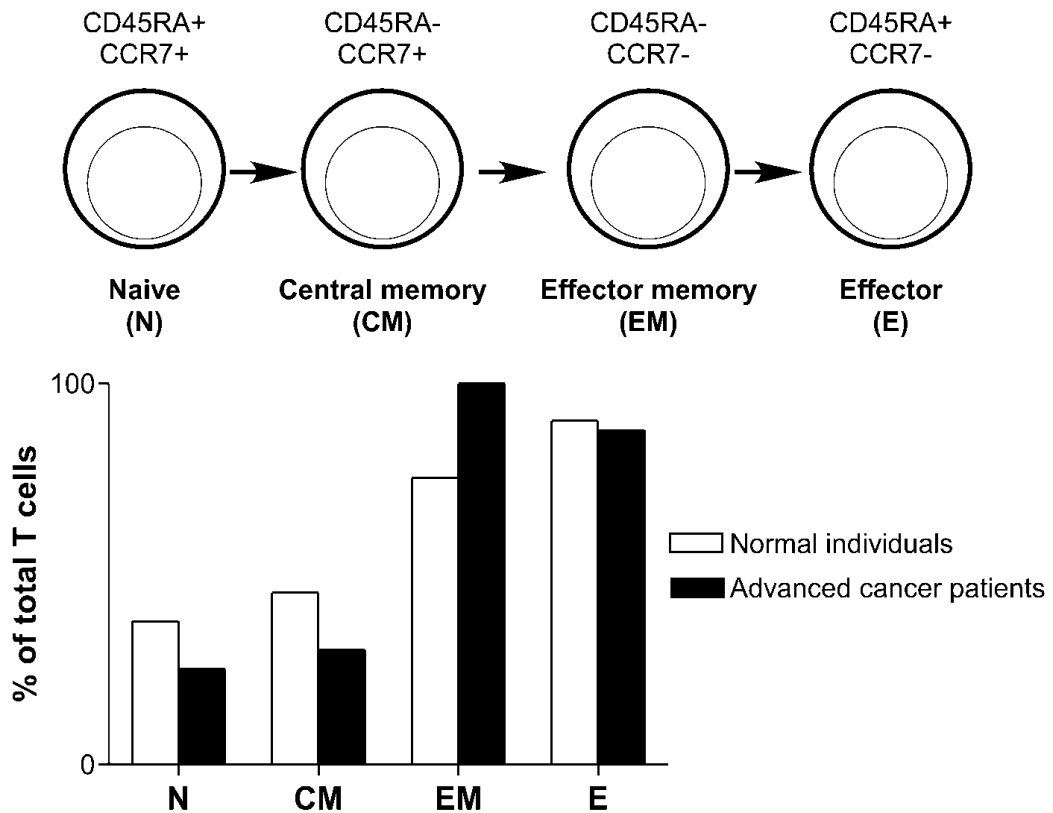 CD45RA+
CCR7+
CD45RA-
CCR7+
CD45RA-
CCR7-
CD45RA+
CCR7-
Naive
(N)
Central memory
(CM)
Effector memory
(EM)
Effector
(E)
100
0
% of total T cells
N
CM
EM
E
Normal individuals
Advanced cancer patients